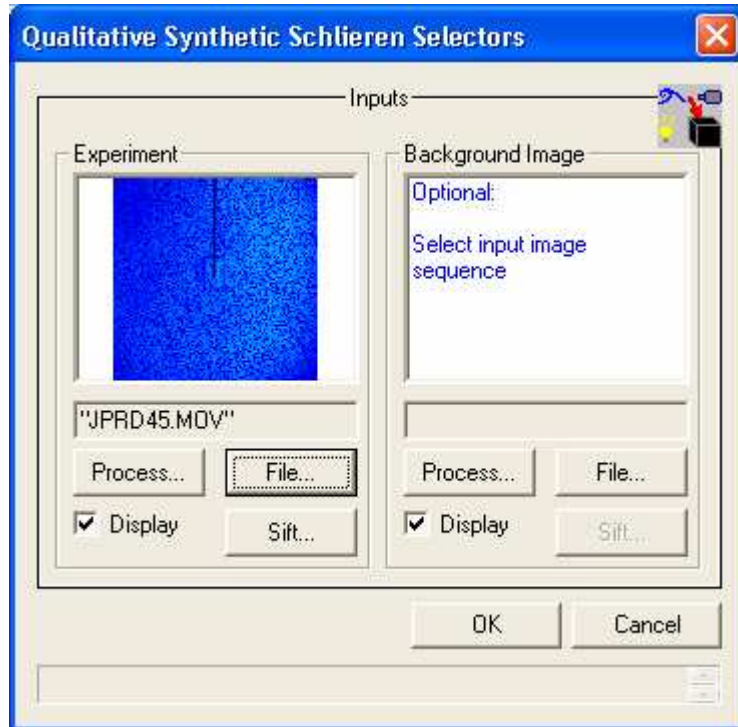 Qualitative Synthetic Schlieren Selectors
Inputs
Experiment
"JPRD45.MOV"
Process...
File...
Display
Sift...
Background Image
Optional:
Select input image
sequence
Process...
File...
Display
Sift...
OK
Cancel